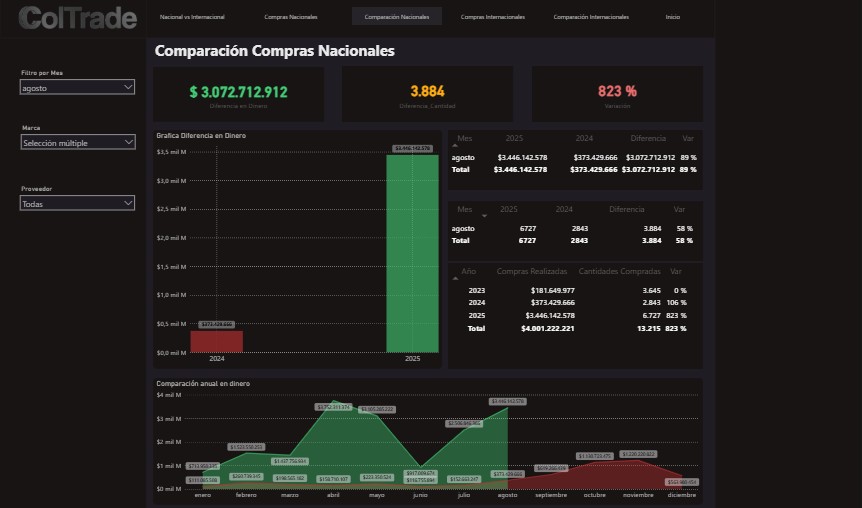 ColTrade
Nacional vs Internacional
Compras Nacionales
Comparación Nacionales
Compras Internacionales
Comparación Internacionales
Inicio
Comparación Compras Nacionales
Filtro por Mes
agosto
Marca
Selección múltiple
Proveedor
Todas
$ 3.072.712.912
Diferencia en Dinero
3.884
Diferencia_Cantidad
823 %
Variación
Grafica Diferencia en Dinero
$3,5 mil M
$3,0 mil M
$2,5 mil M
$2,0 mil M
$1,5 mil M
$1,0 mil M
$0,5 mil M
$0,0 mil M
$373.429.666
$3.446.142.578
2024
2025
Mes 2025 2024 Diferencia Var
agosto $3.446.142.578 $373.429.666 $3.072.712.912 89 %
Total $3.446.142.578 $373.429.666 $3.072.712.912 89 %
Mes 2025 2024 Diferencia Var
agosto 6727 2843 3.884 58 %
Total 6727 2843 3.884 58 %
Año Compras Realizadas Cantidades Compradas Var
2023 $181.649.977 3.645 0 %
2024 $373.429.666 2.843 106 %
2025 $3.446.142.578 6.727 823 %
Total $4.001.222.221 13.215 823 %
Comparación anual en dinero
$4 mil M
$3 mil M
$2 mil M
$1 mil M
$0 mil M
$3.446.142.578
$373.429.666
enero
febrero
marzo
abril
mayo
junio
julio
agosto
septiembre
octubre
noviembre
diciembre